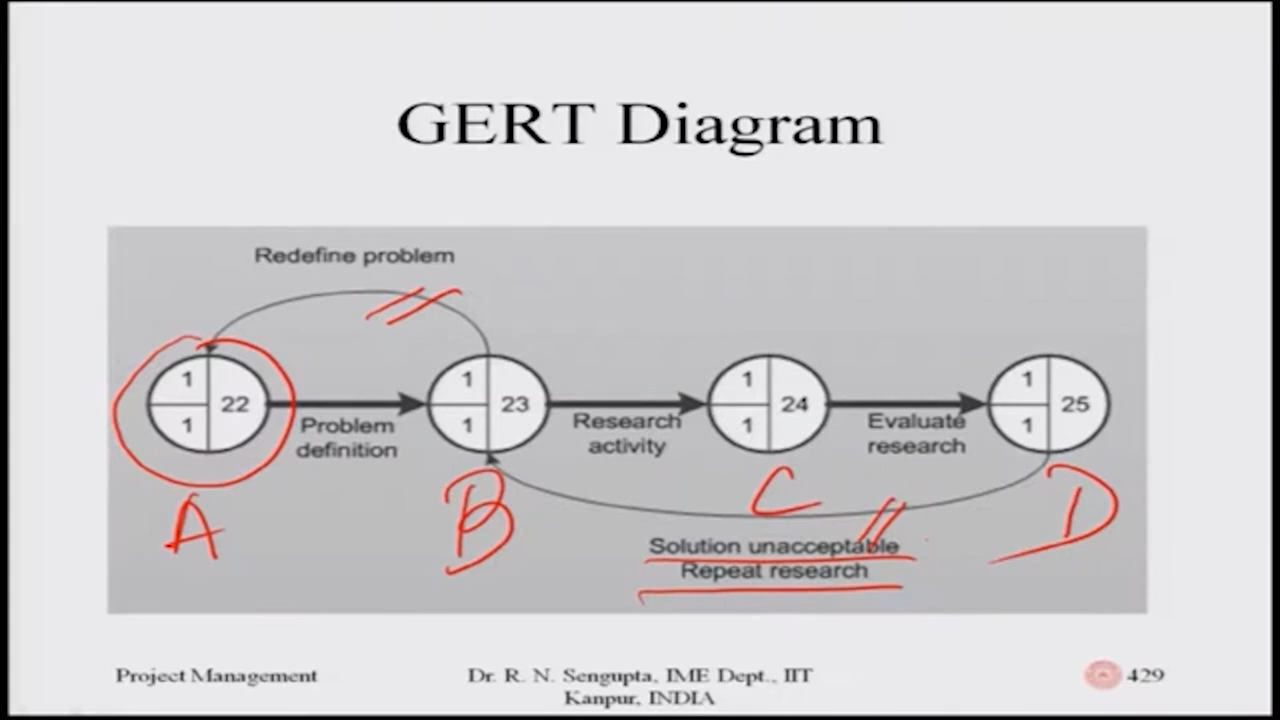 GERT Diagram
Redefine problem
1
1
22
1
1
23
1
1
24
1
1
25
Problem
definition
Research
activity
Evaluate
research
A
B
C
D
Solution unacceptable
Repeat research
Project Management
Dr. R. N. Sengupta, IME Dept., IIT
Kanpur, INDIA
429